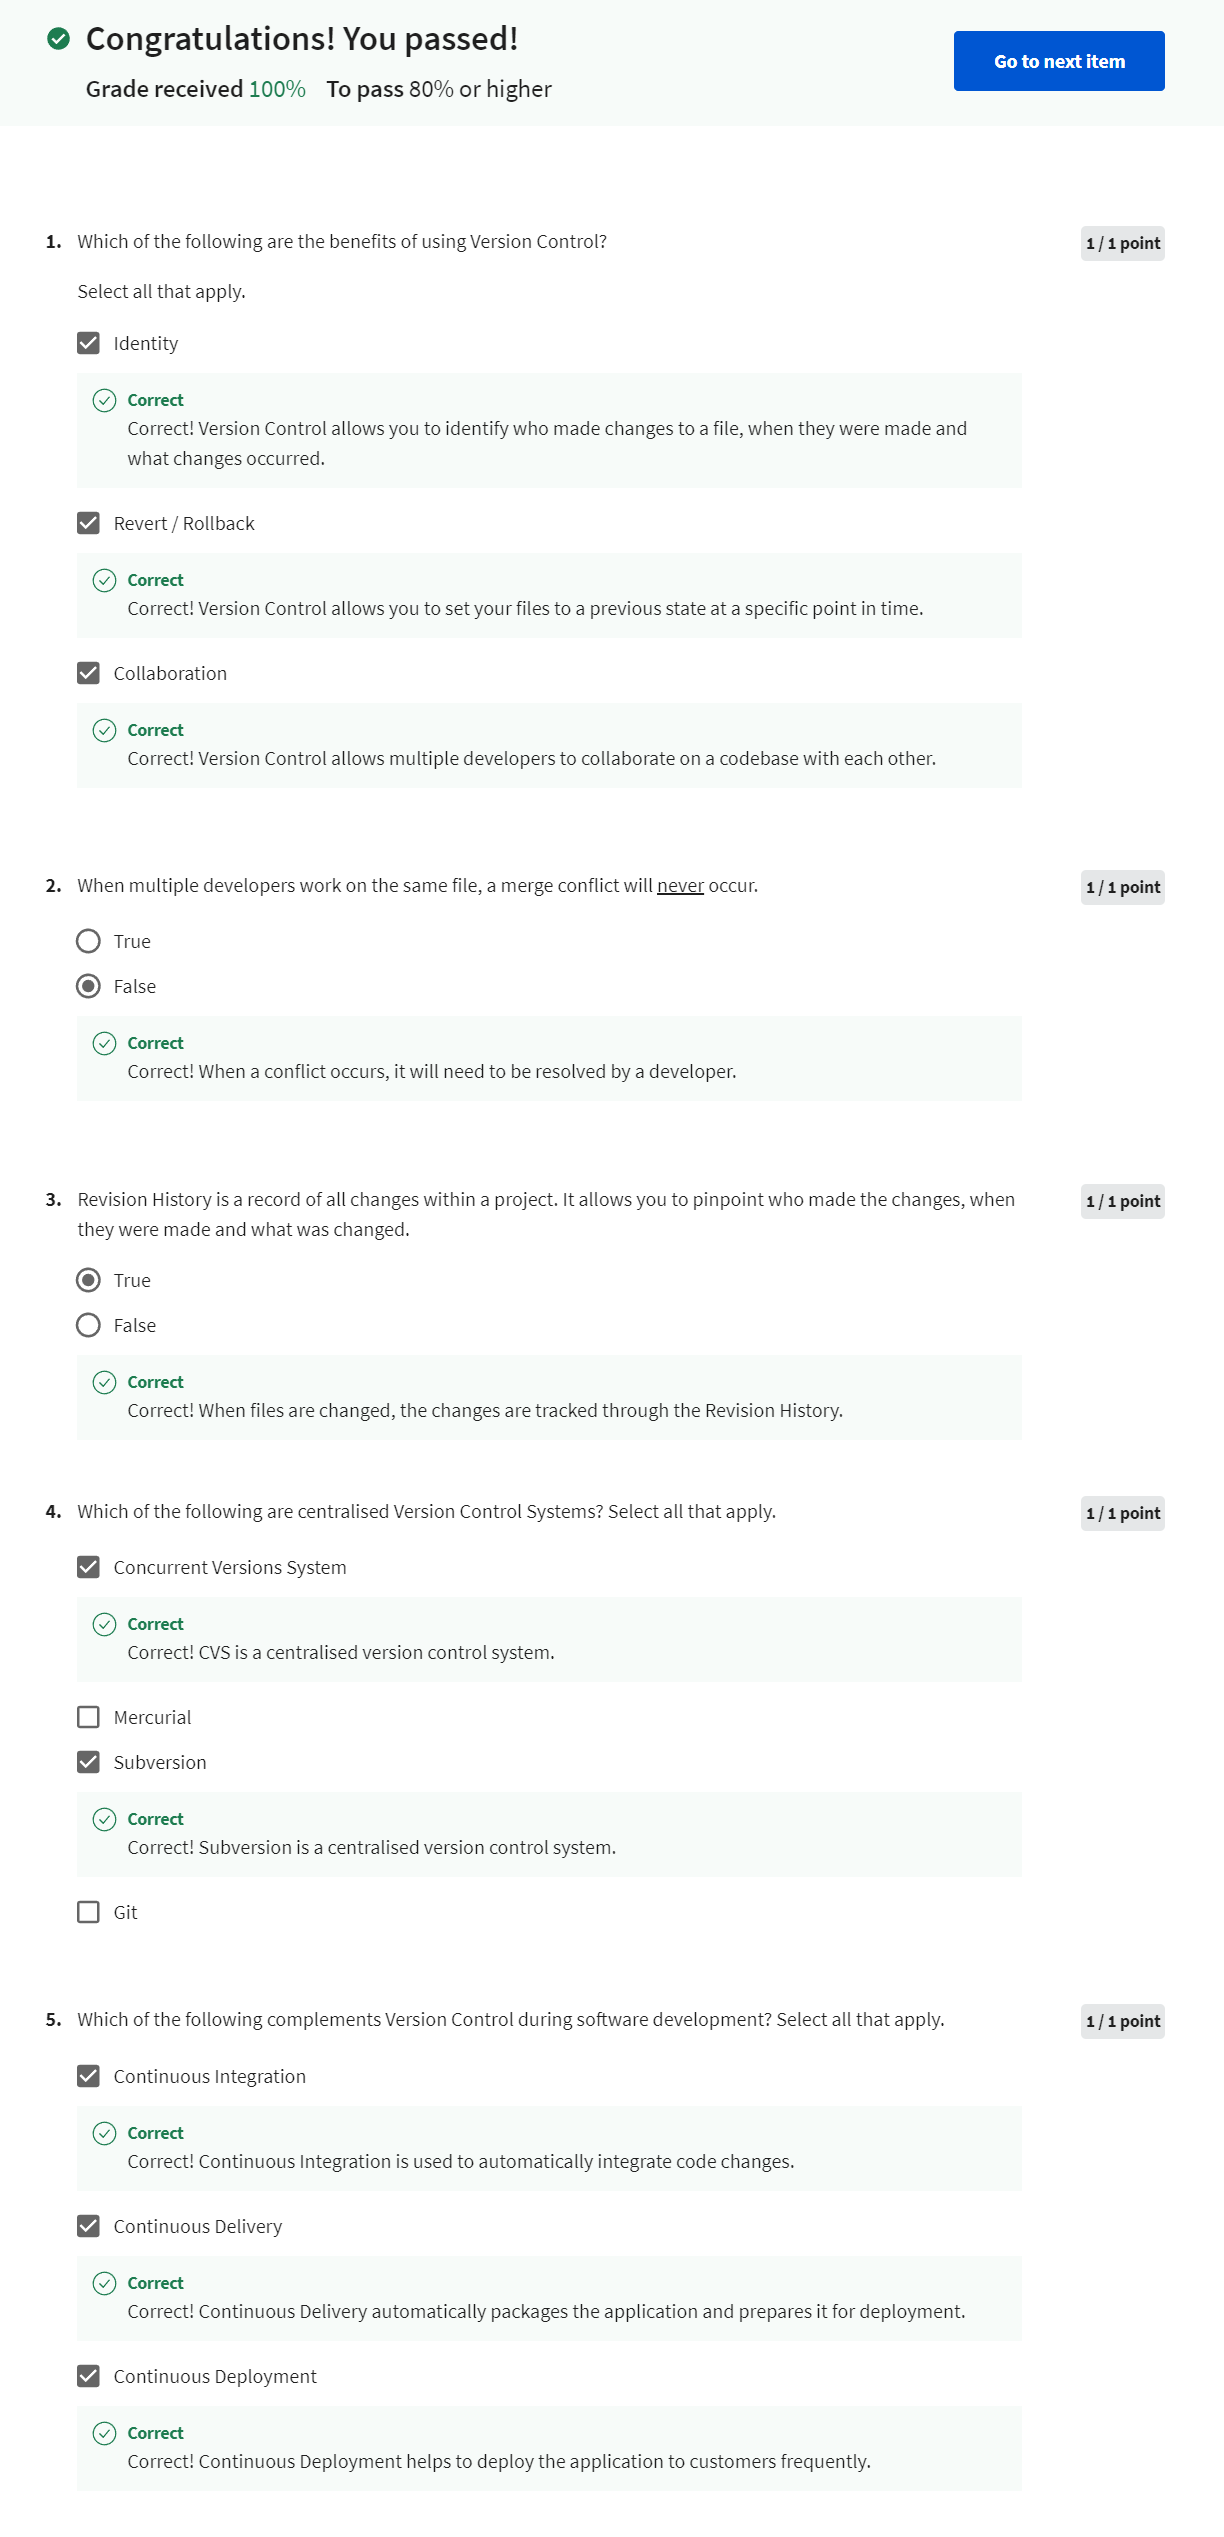 Congratulations! You passed!
Grade received 100% To pass 80% or higher
Go to next item
1. Which of the following are the benefits of using Version Control?
1 / 1 point
Select all that apply.
Identity
Correct
Correct! Version Control allows you to identify who made changes to a file, when they were made and
what changes occurred.
Revert / Rollback
Correct
Correct! Version Control allows you to set your files to a previous state at a specific point in time.
Collaboration
Correct
Correct! Version Control allows multiple developers to collaborate on a codebase with each other.
2. When multiple developers work on the same file, a merge conflict will never occur.
1 / 1 point
True
False
Correct
Correct! When a conflict occurs, it will need to be resolved by a developer.
3. Revision History is a record of all changes within a project. It allows you to pinpoint who made the changes, when
they were made and what was changed.
1 / 1 point
True
False
Correct
Correct! When files are changed, the changes are tracked through the Revision History.
4. Which of the following are centralised Version Control Systems? Select all that apply.
1 / 1 point
Concurrent Versions System
Correct
Correct! CVS is a centralised version control system.
Mercurial
Subversion
Correct
Correct! Subversion is a centralised version control system.
Git
5. Which of the following complements Version Control during software development? Select all that apply.
1 / 1 point
Continuous Integration
Correct
Correct! Continuous Integration is used to automatically integrate code changes.
Continuous Delivery
Correct
Correct! Continuous Delivery automatically packages the application and prepares it for deployment.
Continuous Deployment
Correct
Correct! Continuous Deployment helps to deploy the application to customers frequently.